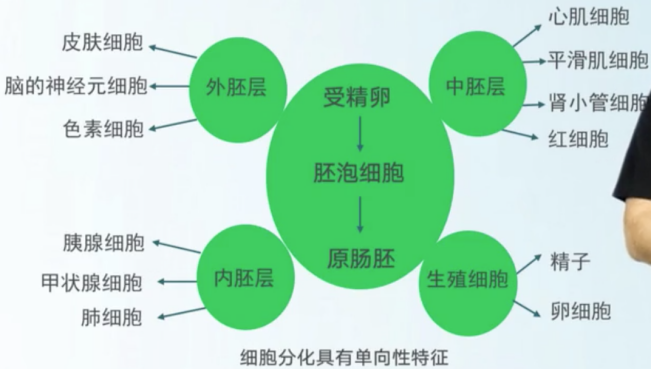 皮肤细胞
脑的神经元细胞
色素细胞
外胚层
受精卵
胚泡细胞
原肠胚
中胚层
心肌细胞
平滑肌细胞
肾小管细胞
红细胞
胰腺细胞
甲状腺细胞
肺细胞
内胚层
生殖细胞
精子
卵细胞
细胞分化具有单向性特征